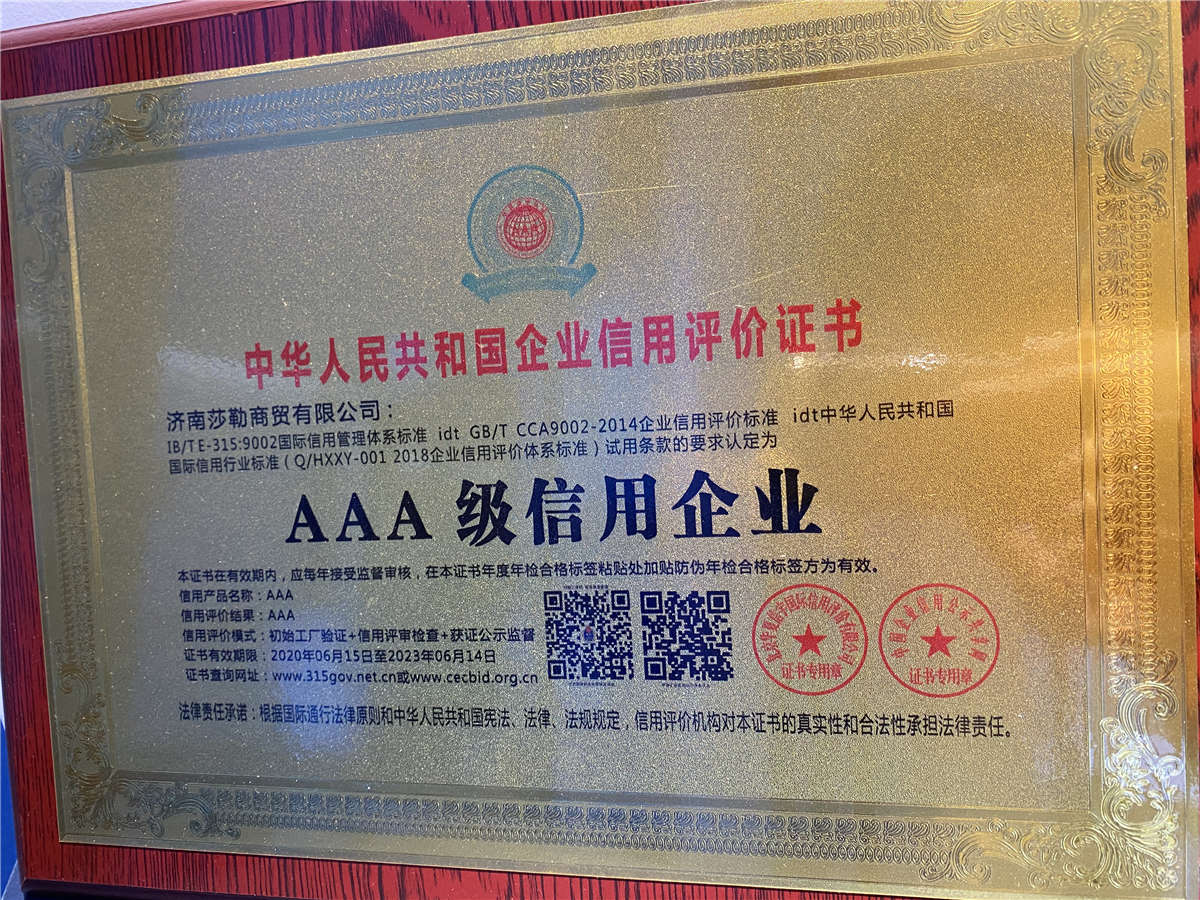 中华人民共和国企业信用评价证书
济南莎勒商贸有限公司：
IB/TE-315:9002国际信用管理体系标准 idt GB/T CCA9002-2014企业信用评价标准 idt中华人民共和国
国际信用行业标准（Q/HXXY-001 2018企业信用评价体系标准）试用条款的要求认定为
AAA 级信用企业
本证书在有效期内，应每年接受监督审核，在本证书年度年检合格标签粘贴处加贴防伪年检合格标签方为有效。
信用产品名称：AAA
信用评价结果：AAA
信用评价模式：初始工厂验证+信用评审检查+获证公示监督
证书有效期限：2020年06月15日至2023年06月14日
证书查询网址：www.315gov.net.cn或www.cecbid.org.cn
证书专用章
证书专用章
法律责任承诺：根据国际通行法律原则和中华人民共和国宪法、法律、法规规定，信用评价机构对本证书的真实性和合法性承担法律责任。